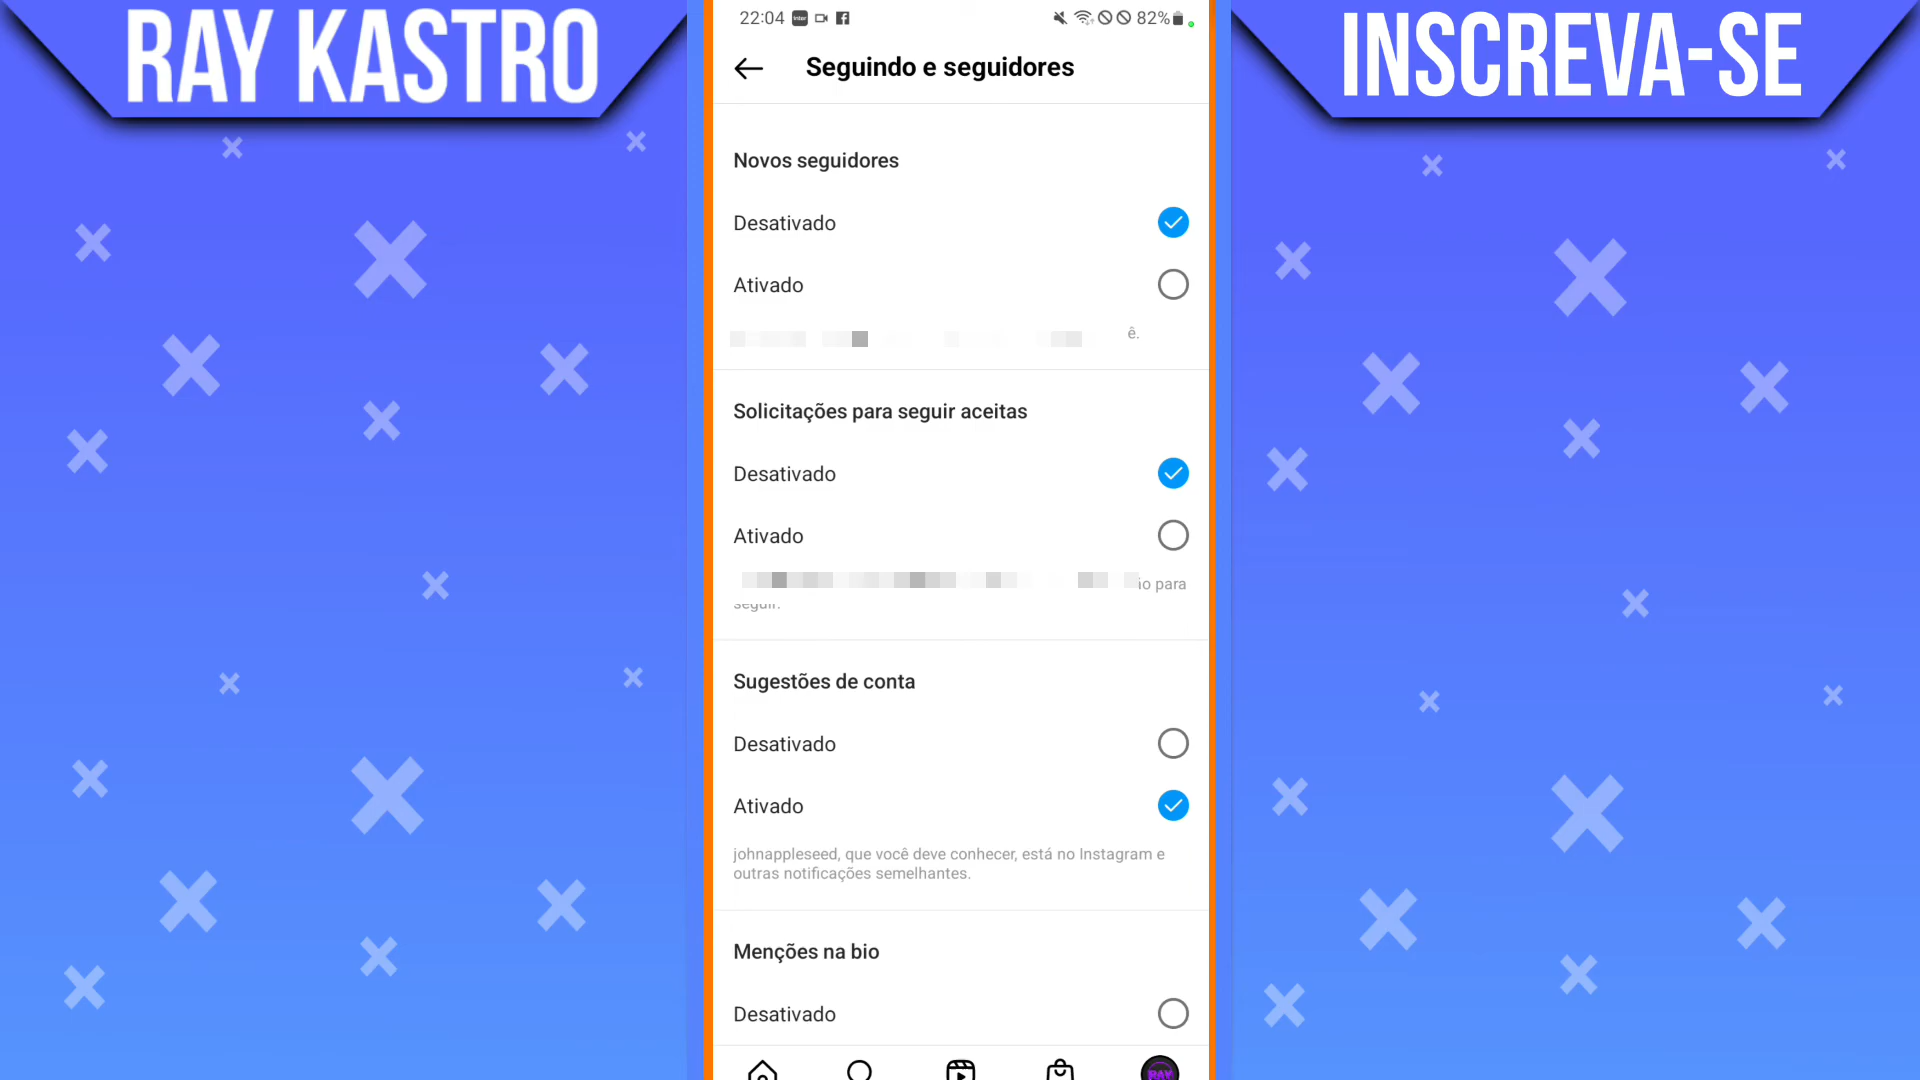 RAY KASTRO
INSCREVA-SE
22:04
82%
Seguindo e seguidores
Novos seguidores
Desativado
Ativado
ê.
Solicitações para seguir aceitas
Desativado
Ativado
para
seguir.
Sugestões de conta
Desativado
Ativado
johnappleseed, que você deve conhecer, está no Instagram e
outras notificações semelhantes.
Menções na bio
Desativado
RAY